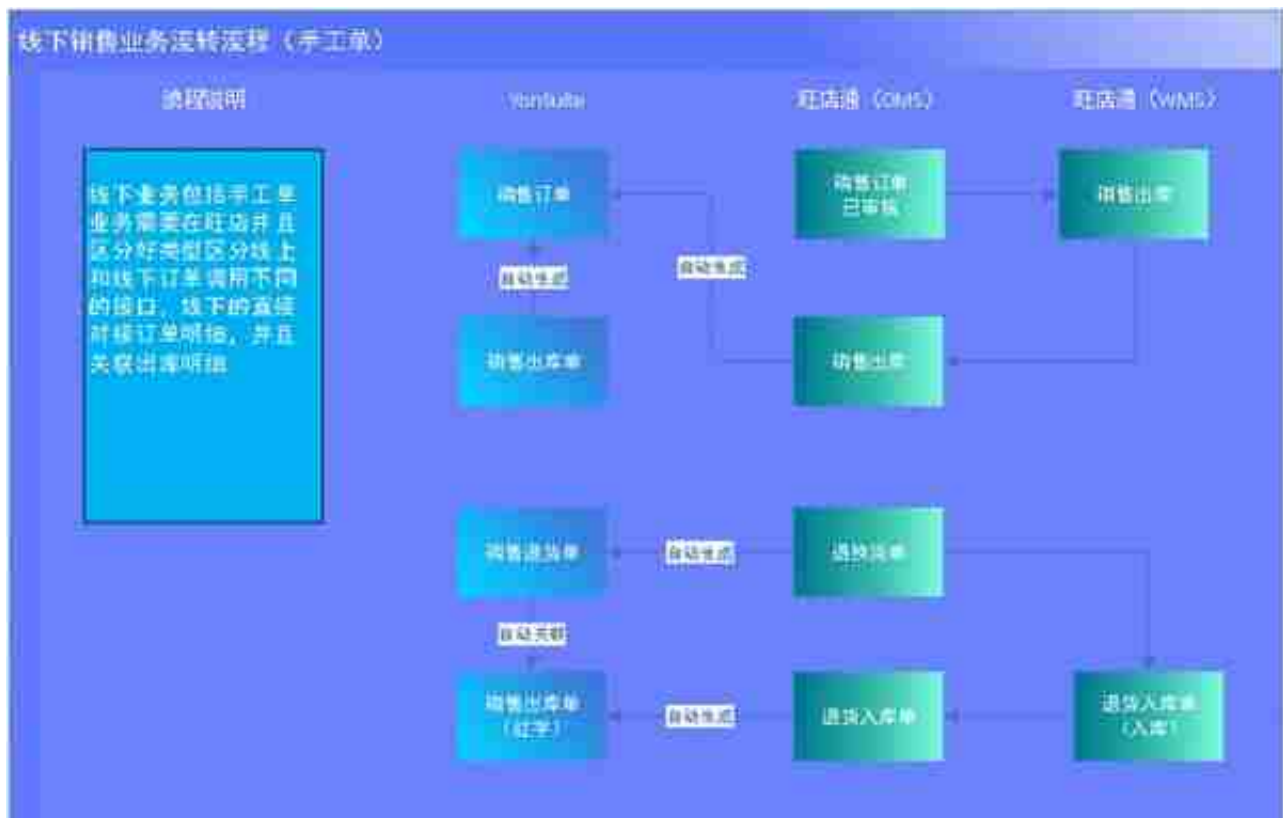 线下销售业务流转流程（手工单）
流程说明
YonSuite
旺店通（OMS）
旺店通（WMS）
线下业务包括手工单
业务需要在旺店并且
区分好类型区分线上
和线下订单调用不同
的接口，线下的直接
对接订单明细，并且
关联出库明细
销售订单
销售订单
已审核
销售出库
自动生成
自动生成
销售出库单
销售出库
销售退货单
自动生成
退换货单
自动关联
销售出库单
（红字）
自动生成
退货入库单
退货入库单
（入库）